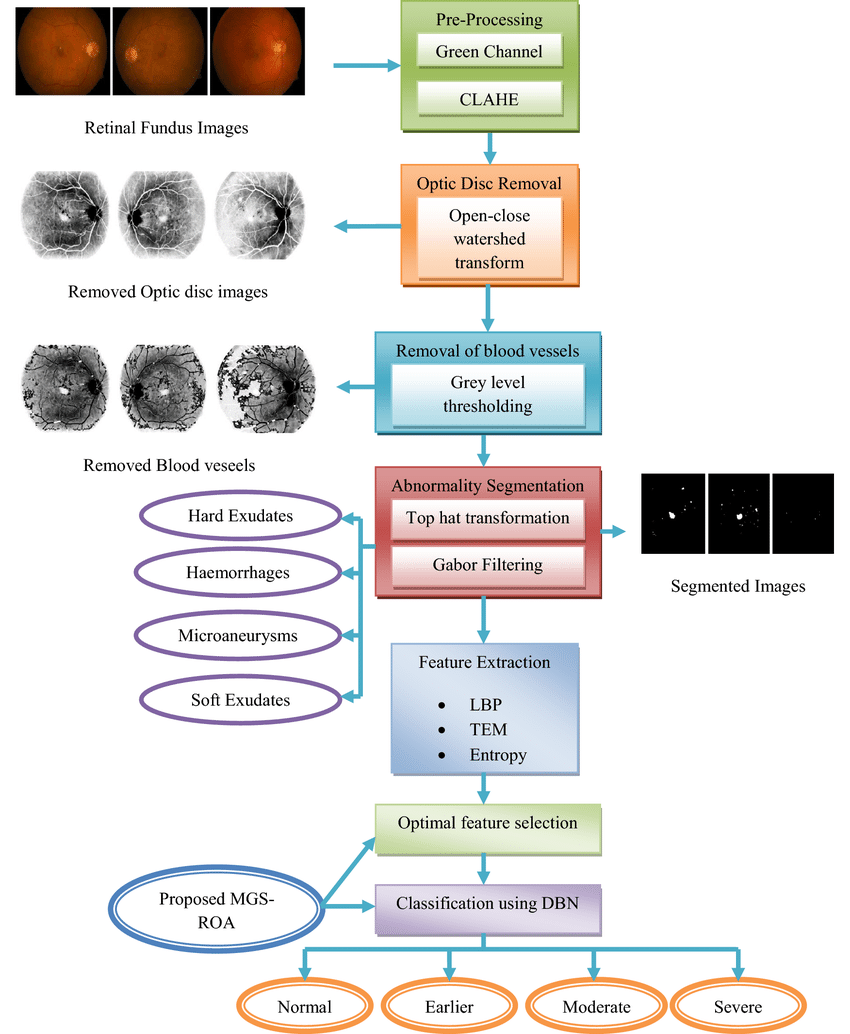 Pre-Processing
Green Channel
CLAHE
Retinal Fundus Images
Optic Disc Removal
Open-close
watershed
transform
Removed Optic disc images
Removal of blood vessels
Grey level
thresholding
Removed Blood veseels
Abnormality Segmentation
Top hat transformation
Gabor Filtering
Hard Exudates
Haemorrhages
Microaneurysms
Soft Exudates
Segmented Images
Feature Extraction
• LBP
• TEM
• Entropy
Optimal feature selection
Proposed MGS-
ROA
Classification using DBN
Normal
Earlier
Moderate
Severe